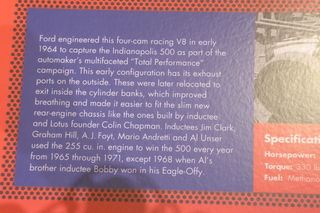 Ford engineered this four-cam racing V8 in early
1964 to capture the Indianapolis 500 as part of the
automaker's multifaceted "Total Performance"
campaign. This early configuration has its exhaust
ports on the outside. These were later relocated to
exit inside the cylinder banks, which improved
breathing and made it easier to fit the slim new
rear-engine chassis like the ones built by inductee
and Lotus founder Colin Chapman. Inductees Jim Clark,
Graham Hill, A.J. Foyt, Mario Andretti and Al Unser
used the 255 cu. in. engine to win the 500 every year
from 1965 through 1971, except 1968 when Al's
brother inductee Bobby won in his Eagle-Offy.
Specificati
Horsepower:
Torque:
Fuel: Methano